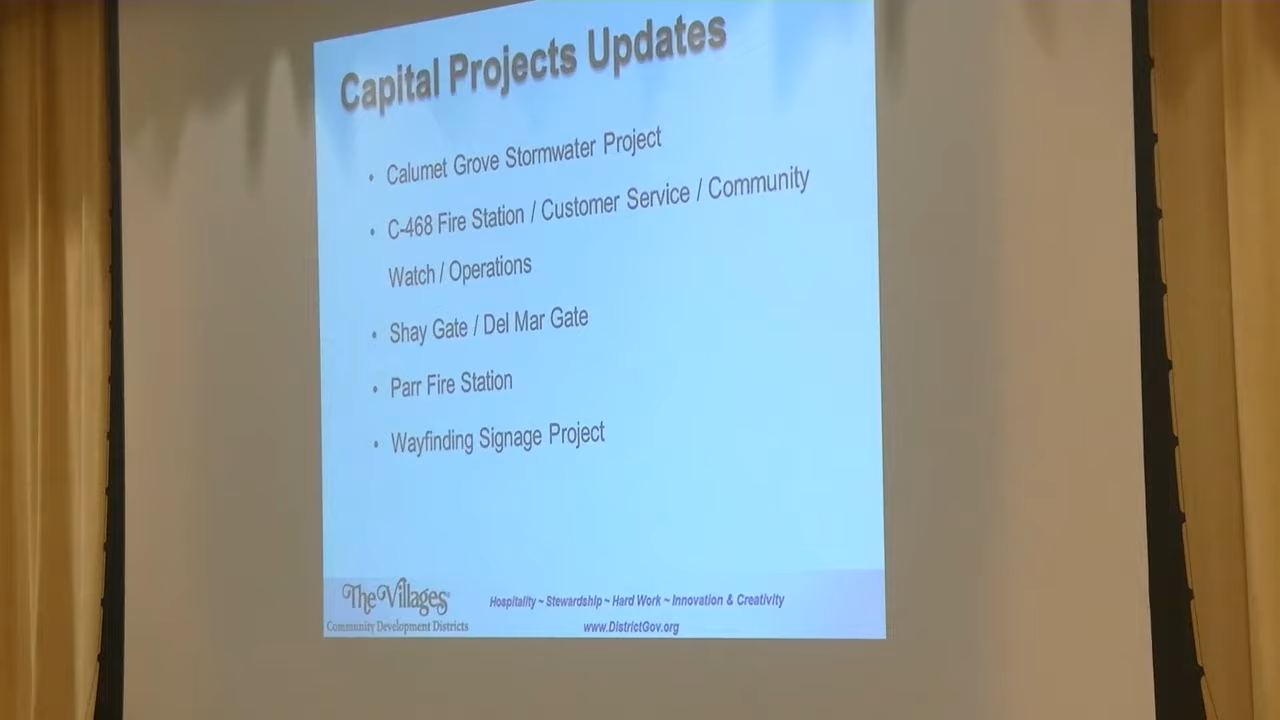 Capital Projects Updates
• Calumet Grove Stormwater Project
• C-468 Fire Station / Customer Service / Community
Watch / Operations
• Shay Gate / Del Mar Gate
• Parr Fire Station
• Wayfinding Signage Project
The Villages®
Community Development Districts
Hospitality ~ Stewardship ~ Hard Work ~ Innovation & Creativity
www.DistrictGov.org